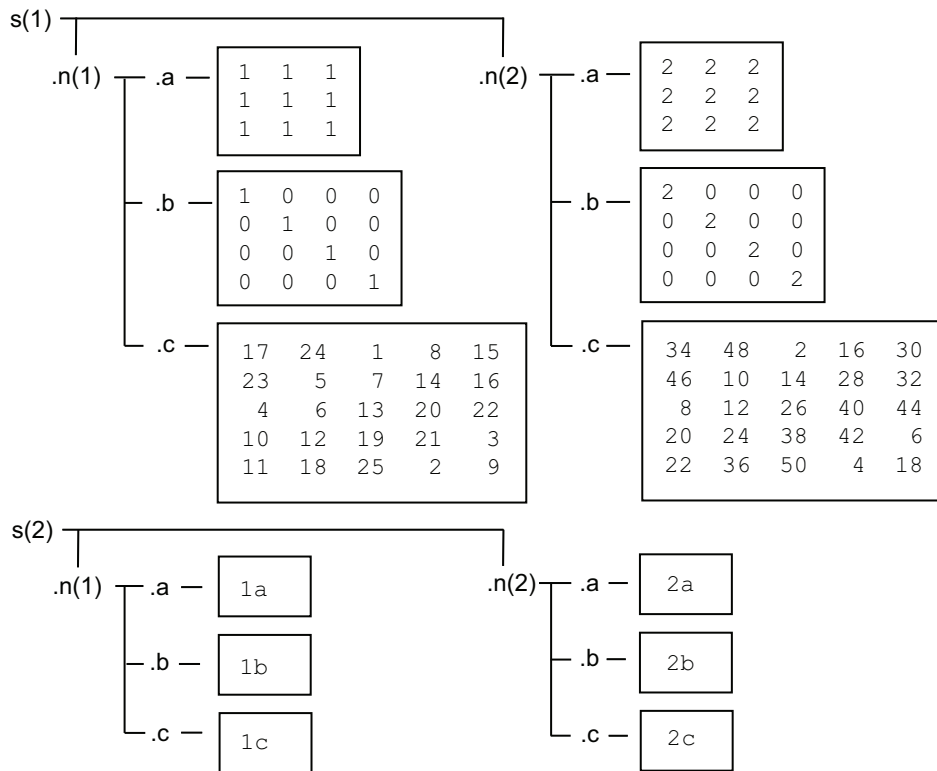 s(1)
.n(1) .a
1 1 1
1 1 1
1 1 1
.b
1 0 0 0
0 1 0 0
0 0 1 0
0 0 0 1
.c
17 24 1 8 15
23 5 7 14 16
4 6 13 20 22
10 12 19 21 3
11 18 25 2 9
.n(2) .a
2 2 2
2 2 2
2 2 2
.b
2 0 0 0
0 2 0 0
0 0 2 0
0 0 0 2
.c
34 48 2 16 30
46 10 14 28 32
8 12 26 40 44
20 24 38 42 6
22 36 50 4 18
s(2)
.n(1) .a 1a
.b 1b
.c 1c
.n(2) .a 2a
.b 2b
.c 2c